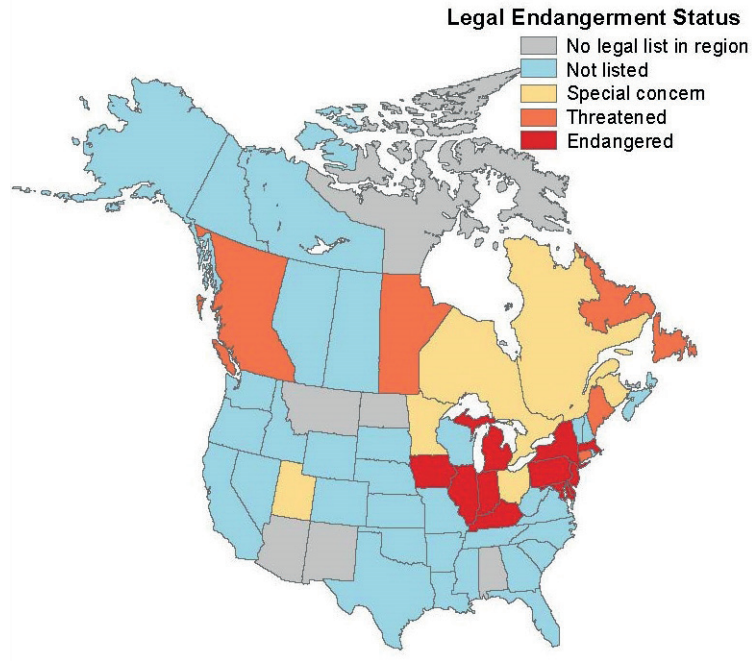 Legal Endangerment Status
No legal list in region
Not listed
Special concern
Threatened
Endangered